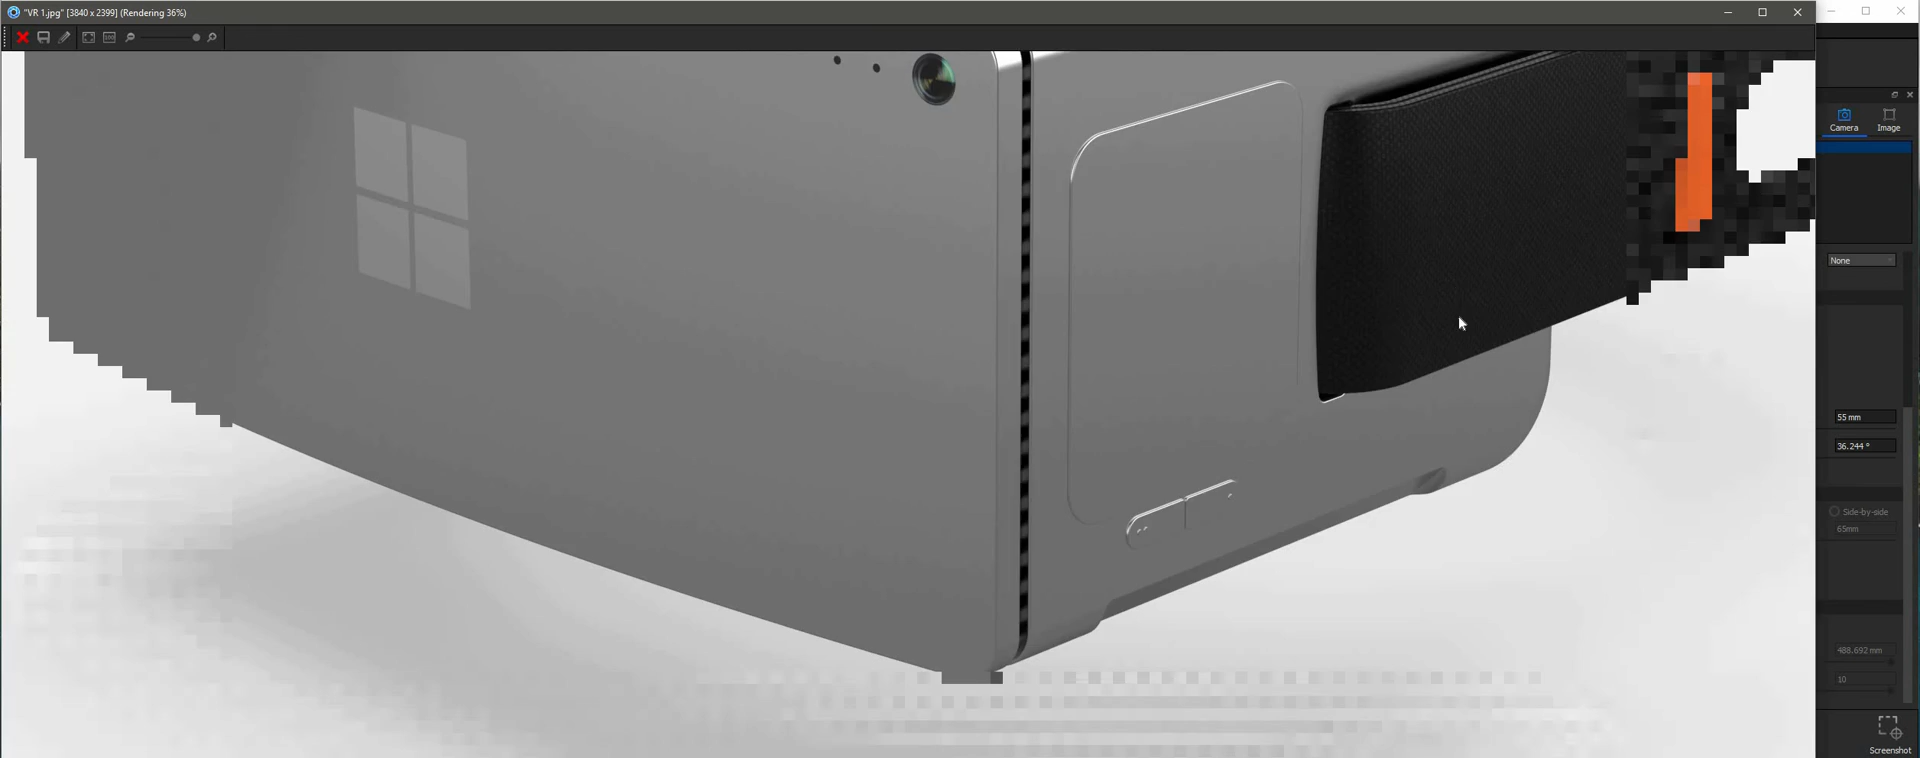 "VR 1.jpg" [3840 x 2399] (Rendering 36%)
100
Camera
Image
None
55 mm
36.244 °
Side-by-side
65mm
488.692 mm
10
Screenshot